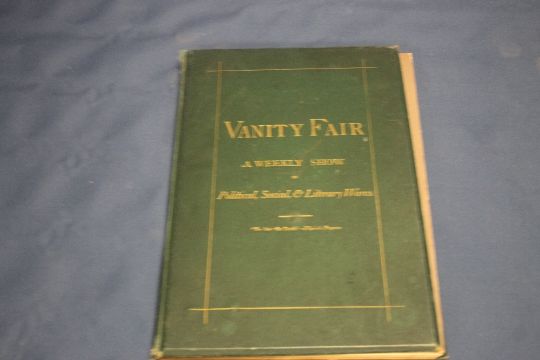 VANITY FAIR
A WEEKLY SHOW
OF
Political, Social, & Literary Wares